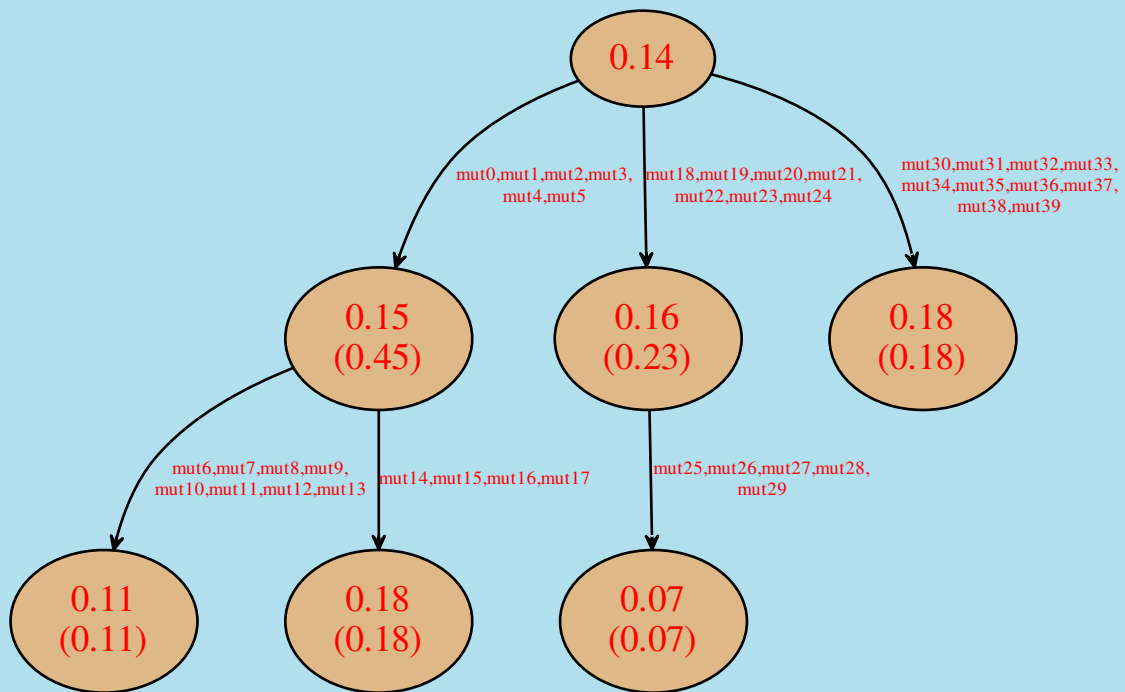 0.14
mut0,mut1,mut2,mut3,
mut4,mut5
mut18,mut19,mut20,mut21,
mut22,mut23,mut24
mut30,mut31,mut32,mut33,
mut34,mut35,mut36,mut37,
mut38,mut39
0.15
(0.45)
0.16
(0.23)
0.18
(0.18)
mut6,mut7,mut8,mut9,
mut10,mut11,mut12,mut13
mut14,mut15,mut16,mut17
mut25,mut26,mut27,mut28,
mut29
0.11
(0.11)
0.18
(0.18)
0.07
(0.07)